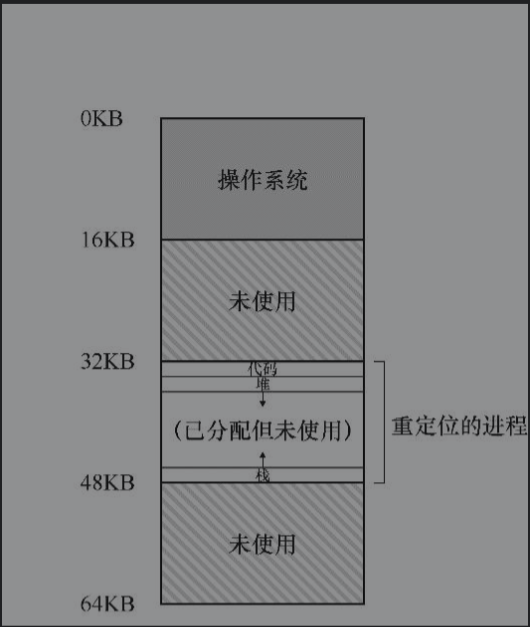 0KB
操作系统
16KB
未使用
32KB
代码
堆
(已分配但未使用)
重定位的进程
栈
48KB
未使用
64KB